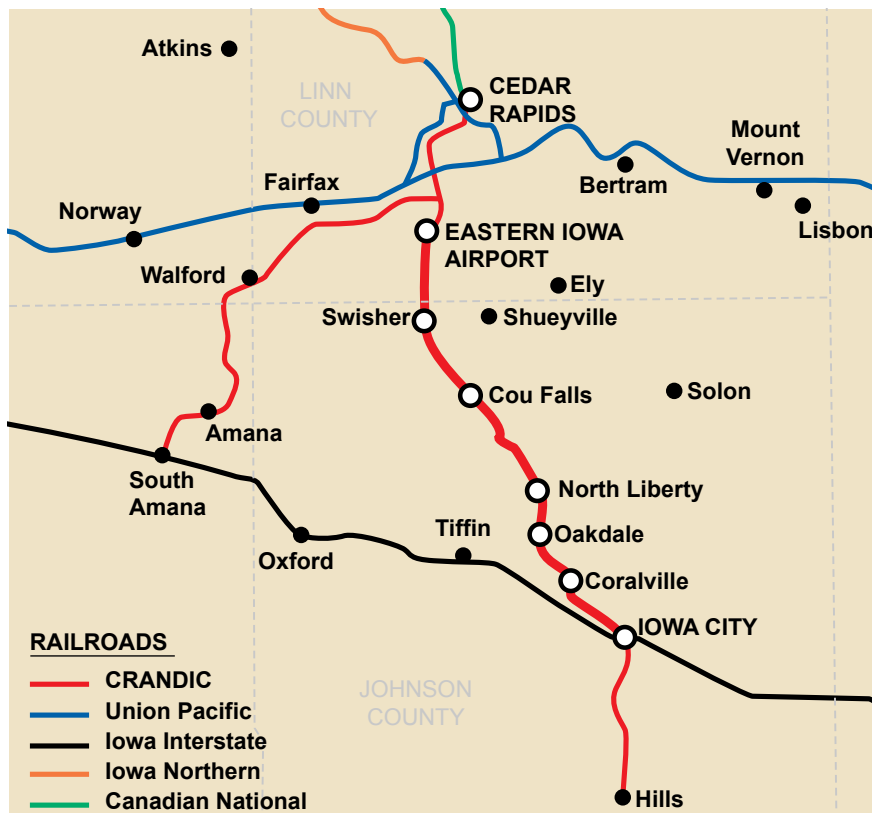 Atkins
CEDAR
RAPIDS
LINN
COUNTY
Mount
Vernon
Bertram
Fairfax
Norway
Lisbon
EASTERN IOWA
AIRPORT
Walford
Ely
Swisher
Shueyville
Cou Falls
Solon
Amana
South
Amana
North Liberty
Tiffin
Oakdale
Oxford
Coralville
IOWA CITY
RAILROADS
CRANDIC
Union Pacific
Iowa Interstate
Iowa Northern
Canadian National
JOHNSON
COUNTY
Hills